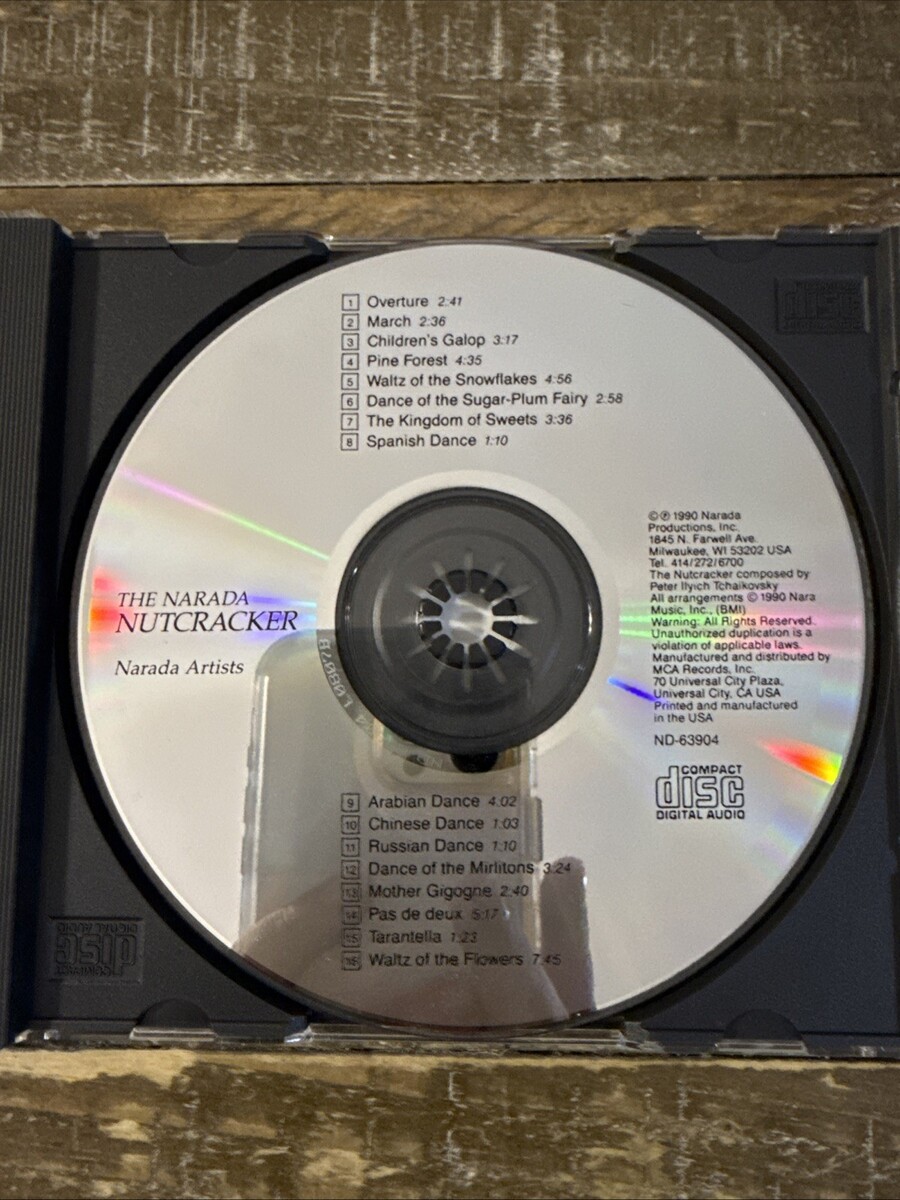 1 Overture 2:41
2 March 2:36
3 Children's Galop 3:17
4 Pine Forest 4:35
5 Waltz of the Snowflakes 4:56
6 Dance of the Sugar-Plum Fairy 2:58
7 The Kingdom of Sweets 3:36
8 Spanish Dance 1:10
THE NARADA
NUTCRACKER
Narada Artists
©℗ 1990 Narada
Productions, Inc.
1845 N. Farwell Ave.
Milwaukee, WI 53202 USA
Tel. 414/272/6700
The Nutcracker composed by
Peter Ilyich Tchaikovsky
All arrangements © 1990 Nara
Music, Inc., (BMI)
Warning: All Rights Reserved.
Unauthorized duplication is a
violation of applicable laws.
Manufactured and distributed by
MCA Records, Inc.
70 Universal City Plaza,
Universal City, CA USA
Printed and manufactured
in the USA
ND-63904
COMPACT
disc
DIGITAL AUDIO
9 Arabian Dance 4:02
10 Chinese Dance 1:03
11 Russian Dance 1:10
12 Dance of the Mirlitons 3:24
13 Mother Gigogne 2:40
14 Pas de deux 5:17
15 Tarantella 1:23
16 Waltz of the Flowers 7:45
disc
COMPACT
disc
DIGITAL AUDIO